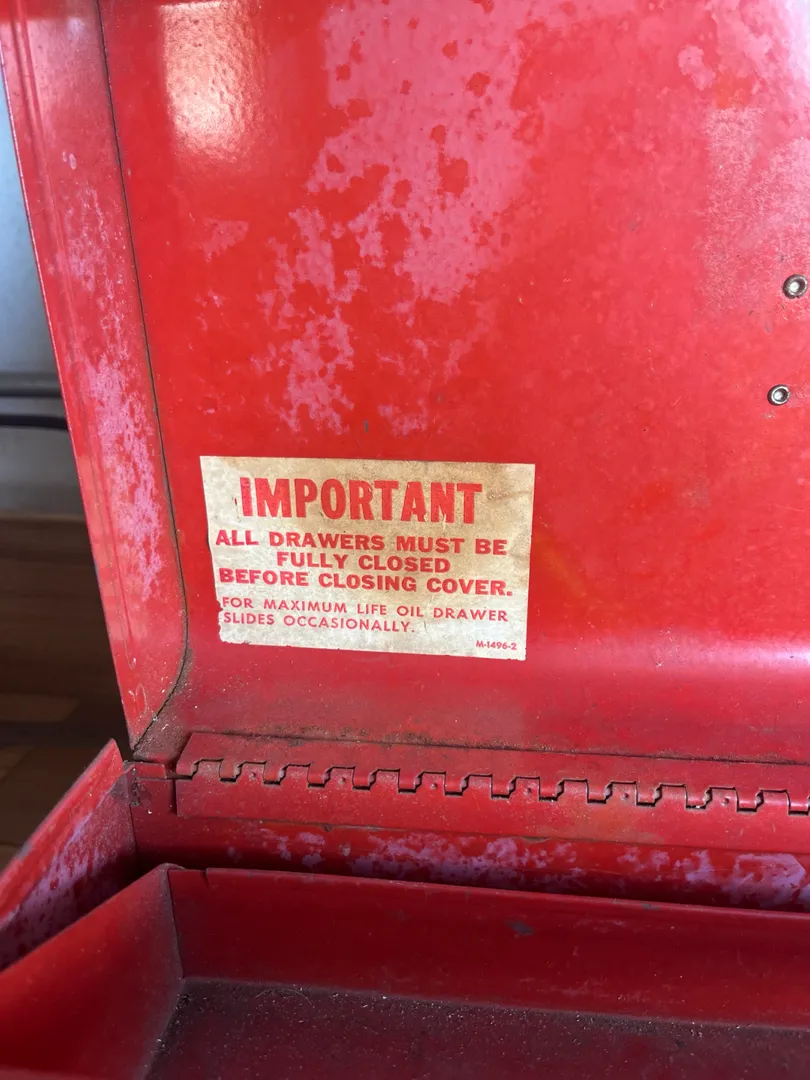 IMPORTANT
ALL DRAWERS MUST BE
FULLY CLOSED
BEFORE CLOSING COVER.
FOR MAXIMUM LIFE OIL DRAWER
SLIDES OCCASIONALLY.
M-1496-2